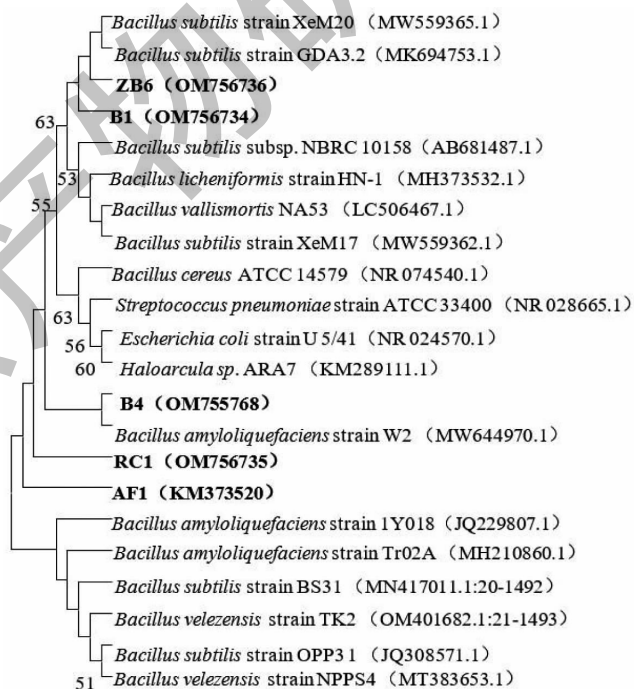 Bacillus subtilis strain XeM20（MW559365.1）
Bacillus subtilis strain GDA3.2（MK694753.1）
ZB6（OM756736）
B1（OM756734）
63
Bacillus subtilis subsp. NBRC 10158（AB681487.1）
53
Bacillus licheniformis strain HN-1（MH373532.1）
55
Bacillus vallismortis NA53（LC506467.1）
Bacillus subtilis strain XeM17（MW559362.1）
Bacillus cereus ATCC 14579（NR 074540.1）
Streptococcus pneumoniae strain ATCC 33400（NR 028665.1）
63
Escherichia coli strain U 5/41（NR 024570.1）
56
60
Haloarcula sp. ARA7（KM289111.1）
B4（OM755768）
Bacillus amyloliquefaciens strain W2（MW644970.1）
RC1（OM756735）
AF1（KM373520）
Bacillus amyloliquefaciens strain 1Y018（JQ229807.1）
Bacillus amyloliquefaciens strain Tr02A（MH210860.1）
Bacillus subtilis strain BS31（MN417011.1:20-1492）
Bacillus velezensis strain TK2（OM401682.1:21-1493）
Bacillus subtilis strain OPP3 1（JQ308571.1）
51
Bacillus velezensis strain NPPS4（MT383653.1）
产物研